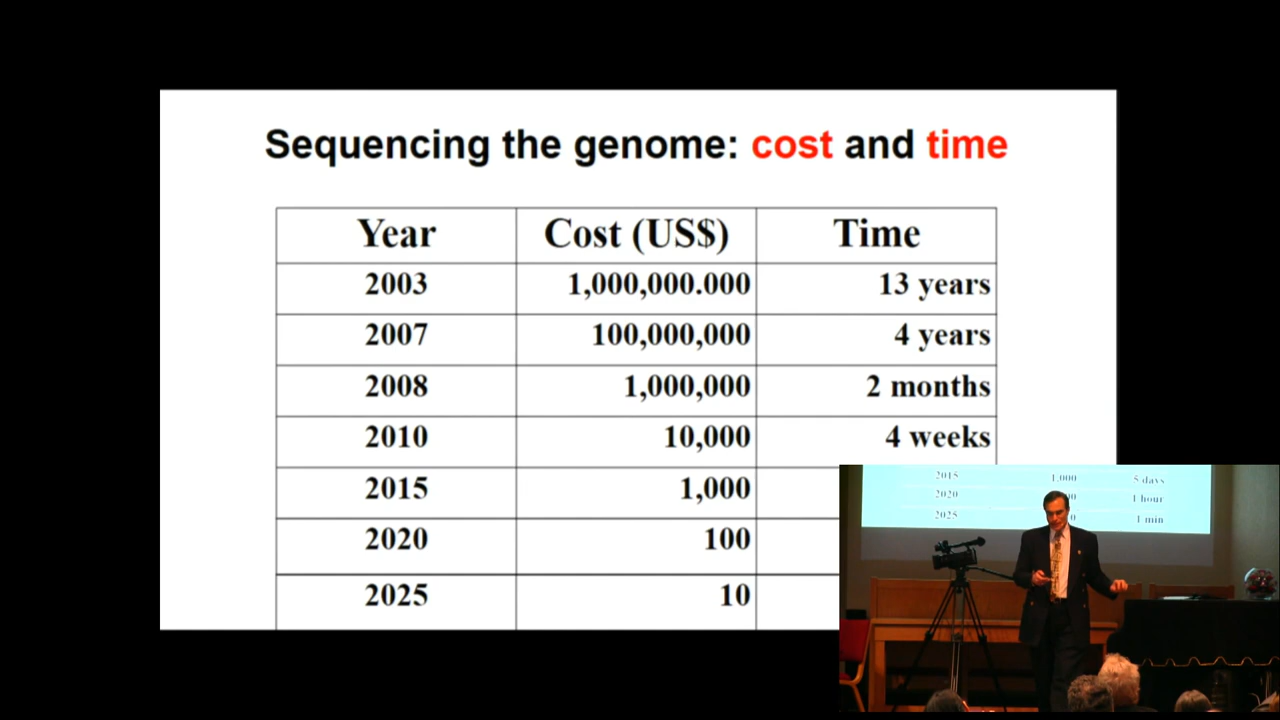 Sequencing the genome: cost and time
Year Cost (US$) Time
2003 1,000,000.000 13 years
2007 100,000,000 4 years
2008 1,000,000 2 months
2010 10,000 4 weeks
2015 1,000
2020 100
2025 10
2015 1,000 5 days
2020 1 hour
2025 1 min